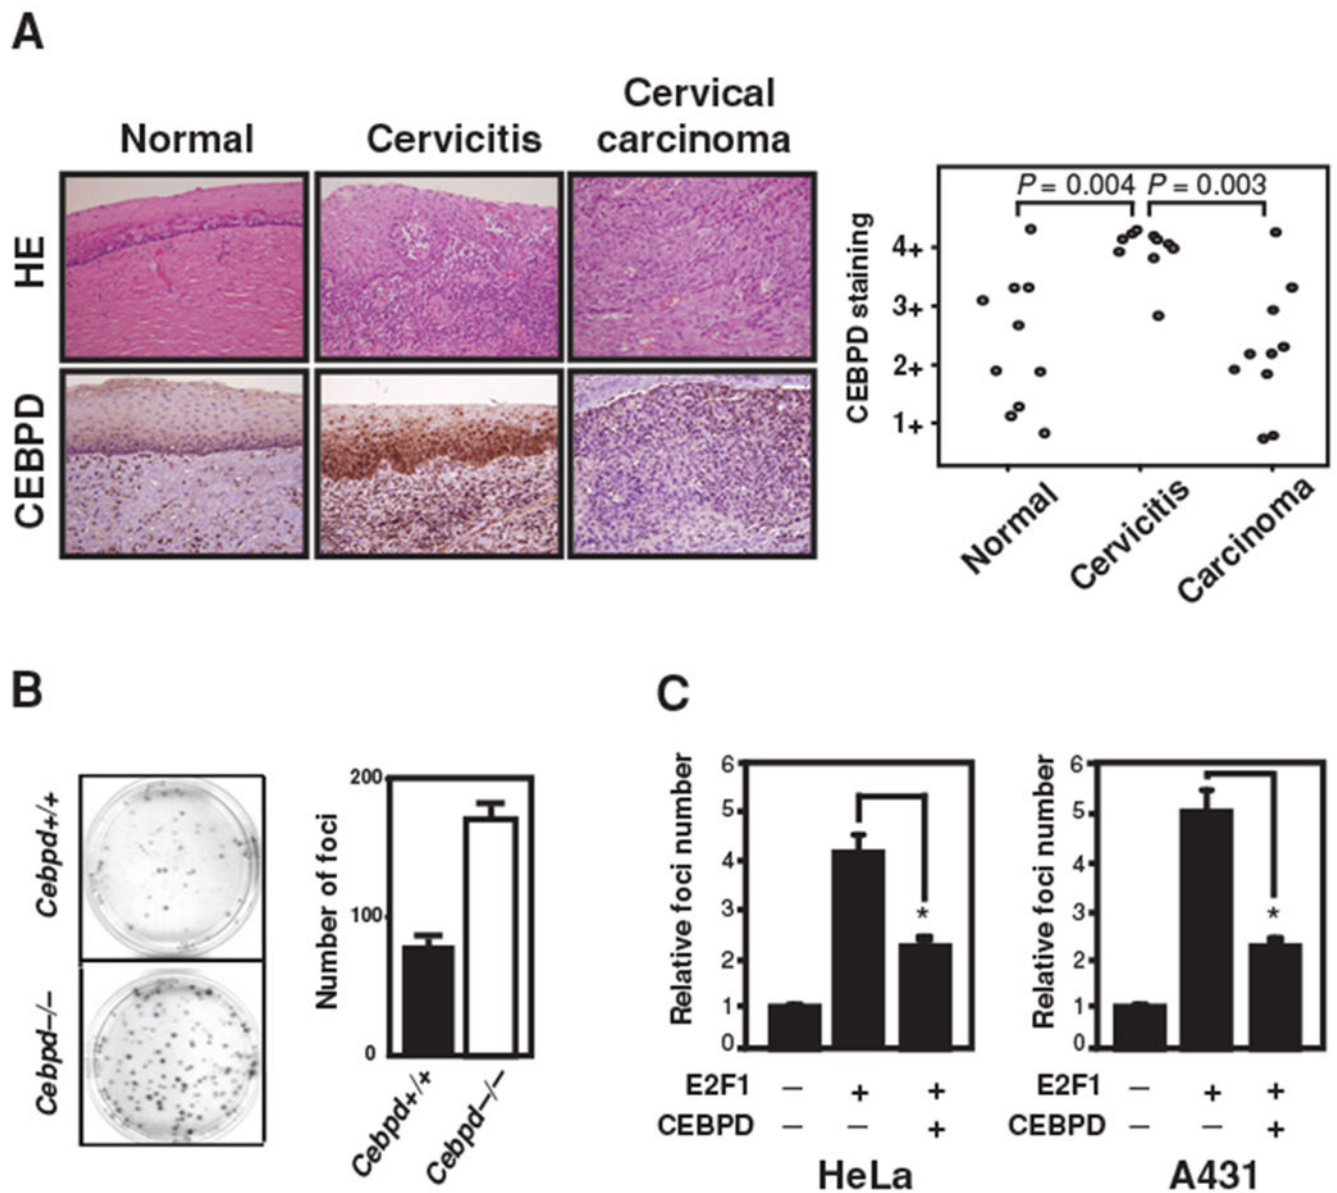 A
Normal
Cervicitis
Cervical
carcinoma
HE
CEBPD
CEBPD staining
4+
3+
2+
1+
P = 0.004
P = 0.003
Normal
Cervicitis
Carcinoma
B
Cebpd+/+
Cebpd–/–
Number of foci
200
100
0
Cebpd+/+
Cebpd–/–
C
Relative foci number
6
5
4
3
2
1
0
*
E2F1 – + +
CEBPD – – +
HeLa
Relative foci number
6
5
4
3
2
1
0
*
E2F1 – + +
CEBPD – – +
A431